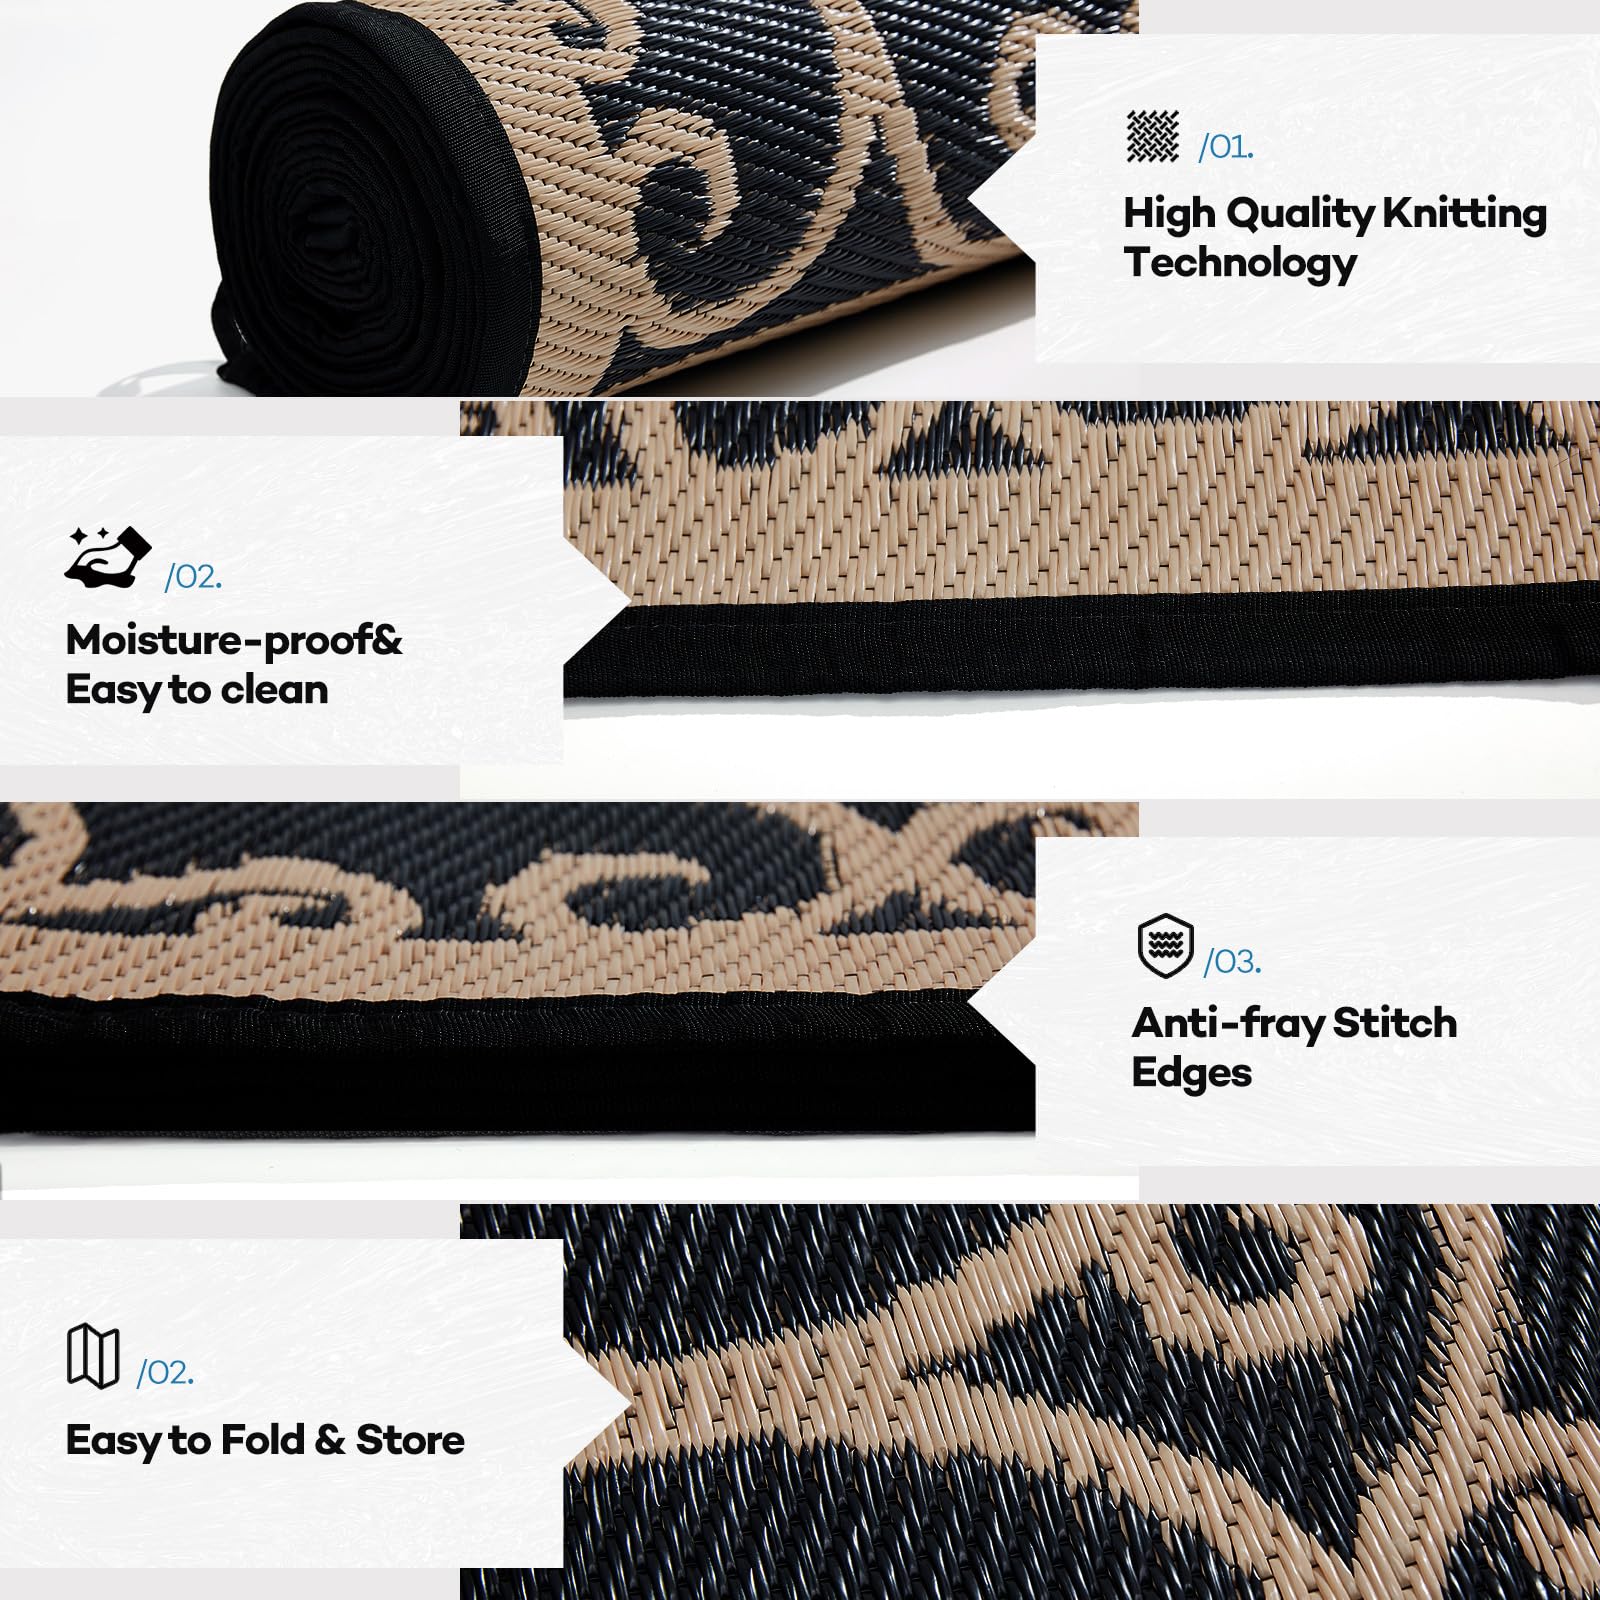 /01.
High Quality Knitting
Technology
/02.
Moisture-proof&
Easy to clean
/03.
Anti-fray Stitch
Edges
/02.
Easy to Fold & Store